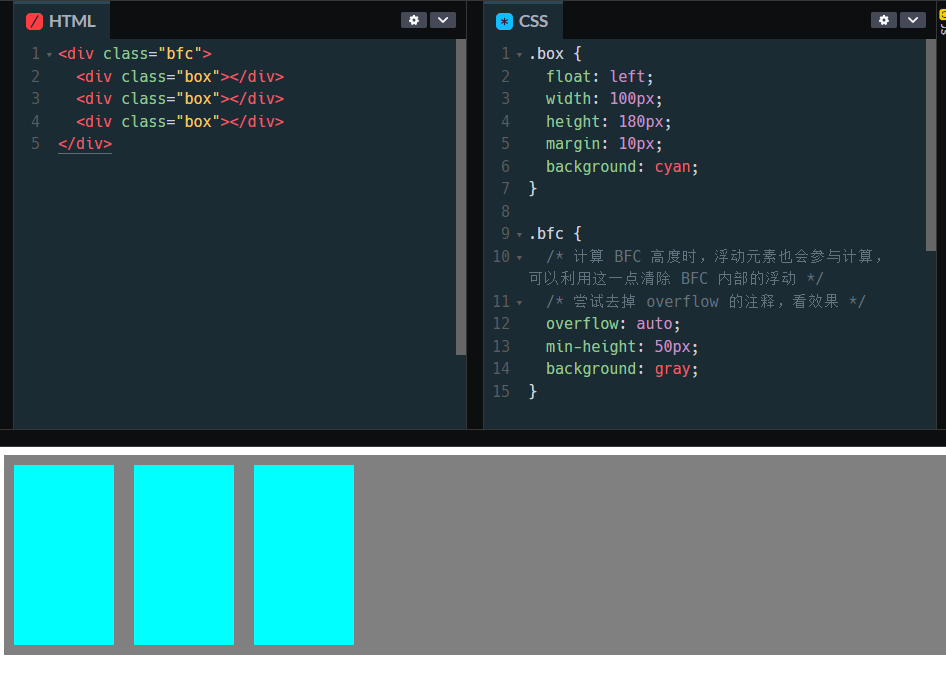 HTML
1 <div class="bfc">
2 <div class="box"></div>
3 <div class="box"></div>
4 <div class="box"></div>
5 </div>
CSS
1 .box {
2 float: left;
3 width: 100px;
4 height: 180px;
5 margin: 10px;
6 background: cyan;
7 }
8
9 .bfc {
10 /* 计算 BFC 高度时，浮动元素也会参与计算，
可以利用这一点清除 BFC 内部的浮动 */
11 /* 尝试去掉 overflow 的注释，看效果 */
12 overflow: auto;
13 min-height: 50px;
14 background: gray;
15 }